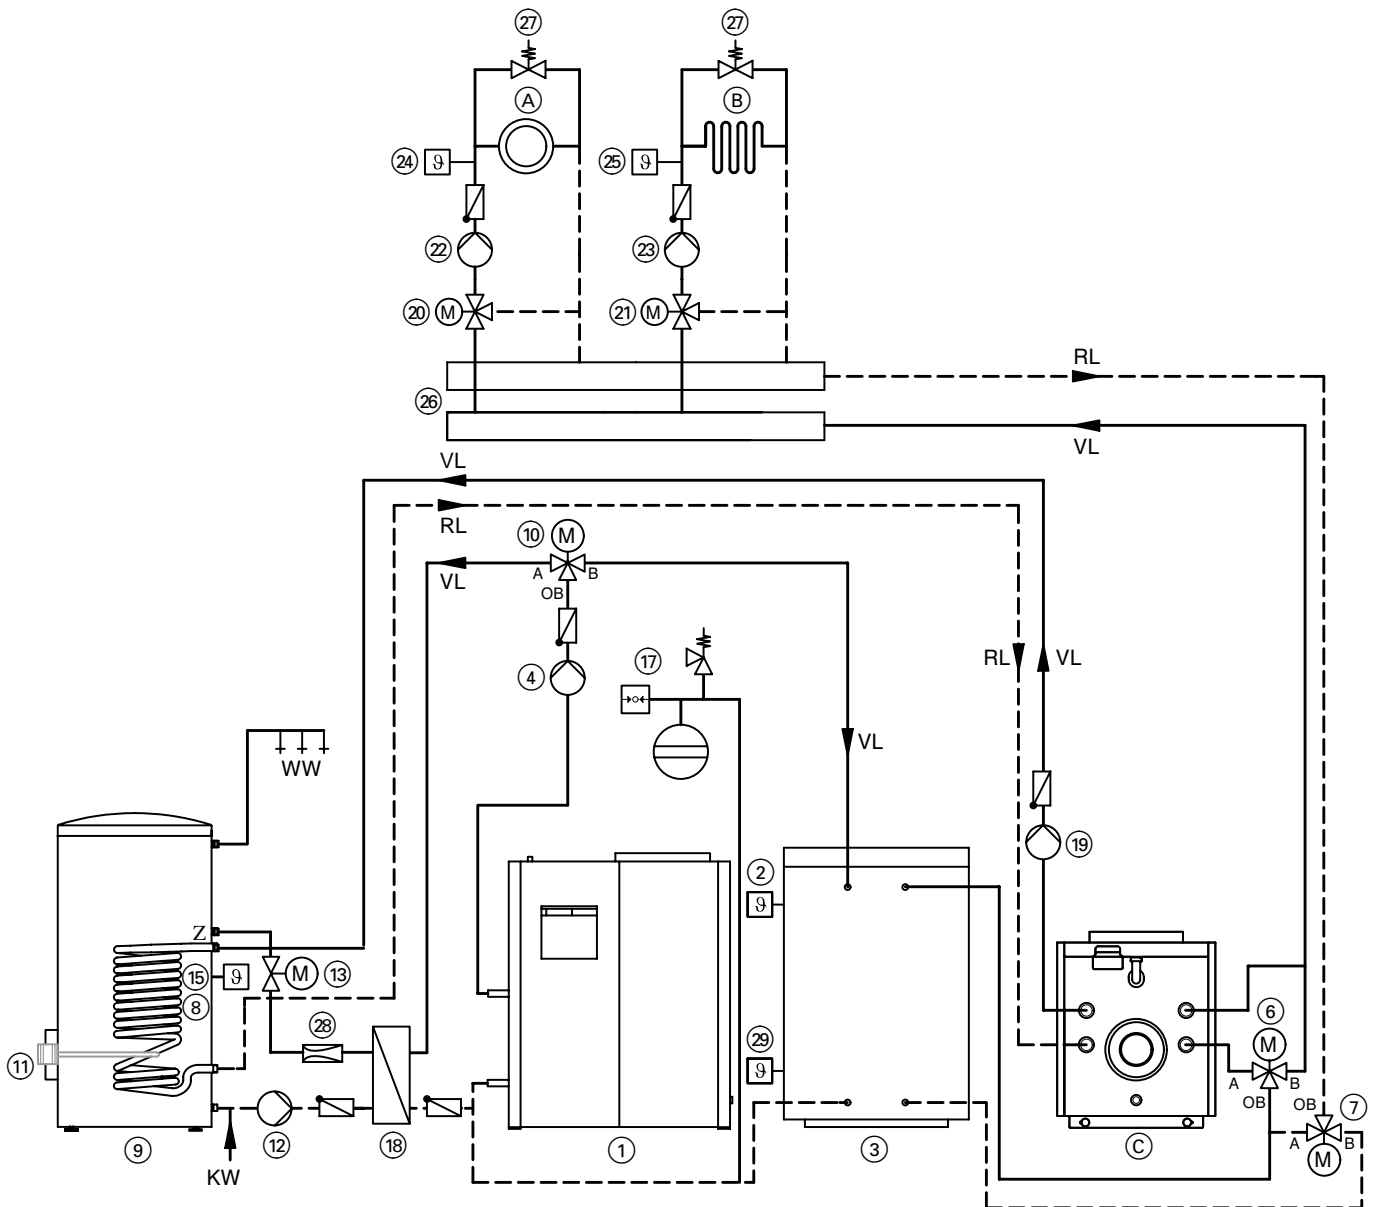 27 27
A B
24 ϑ 25 ϑ
22 23
20 M 21 M
RL
26
VL
VL
RL
10 M
VL A B
OB
17 RL VL
4
VL
WW
19
2
ϑ
Z
15 ϑ M 13
8
6
28 M
11 29
ϑ A B
OB OB 7
A B
12 18 M
9 1 3 C
KW